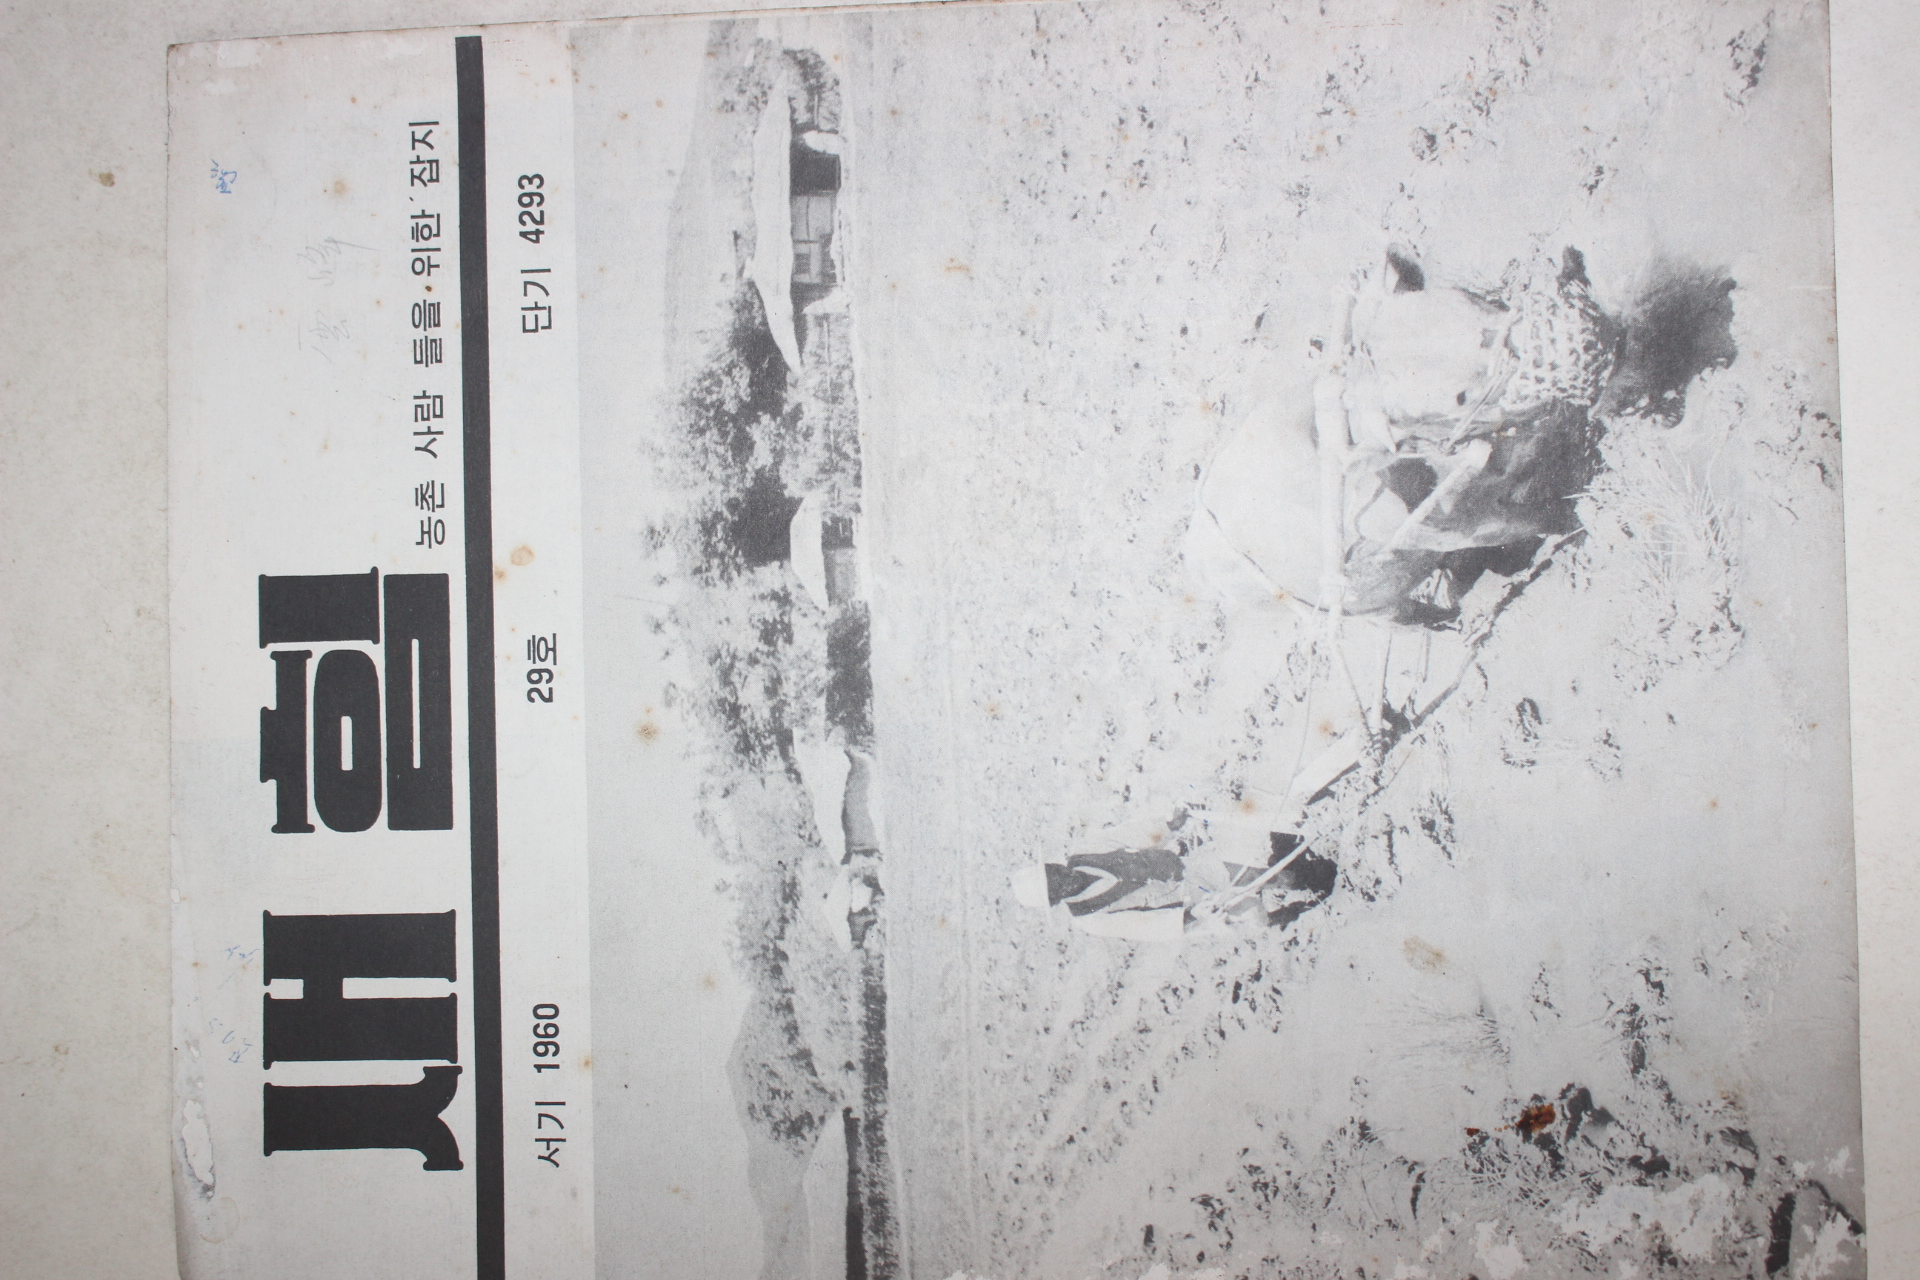 새힘
농촌 사람 들을 위한 잡지
서기 1960 29호 단기 4293